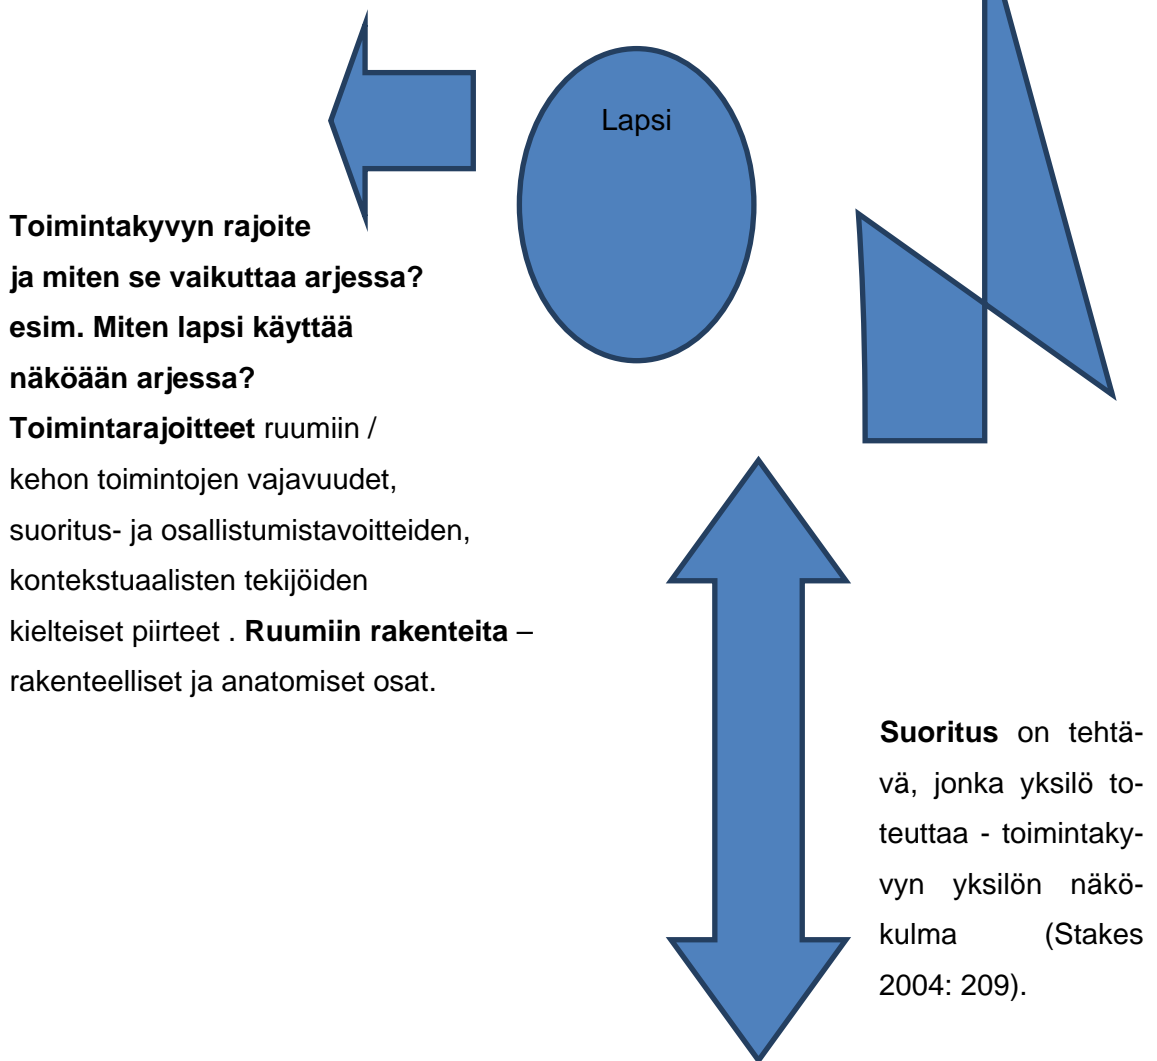 Lapsi
Toimintakyvyn rajoite
ja miten se vaikuttaa arjessa?
esim. Miten lapsi käyttää
näköään arjessa?
Toimintarajoitteet ruumiin /
kehon toimintojen vajavuudet,
suoritus- ja osallistumistavoitteiden,
kontekstuaalisten tekijöiden
kielteiset piirteet . Ruumiin rakenteita –
rakenteelliset ja anatomiset osat.
Suoritus on tehtä-
vä, jonka yksilö to-
teuttaa - toimintaky-
vyn yksilön näkö-
kulma (Stakes
2004: 209).